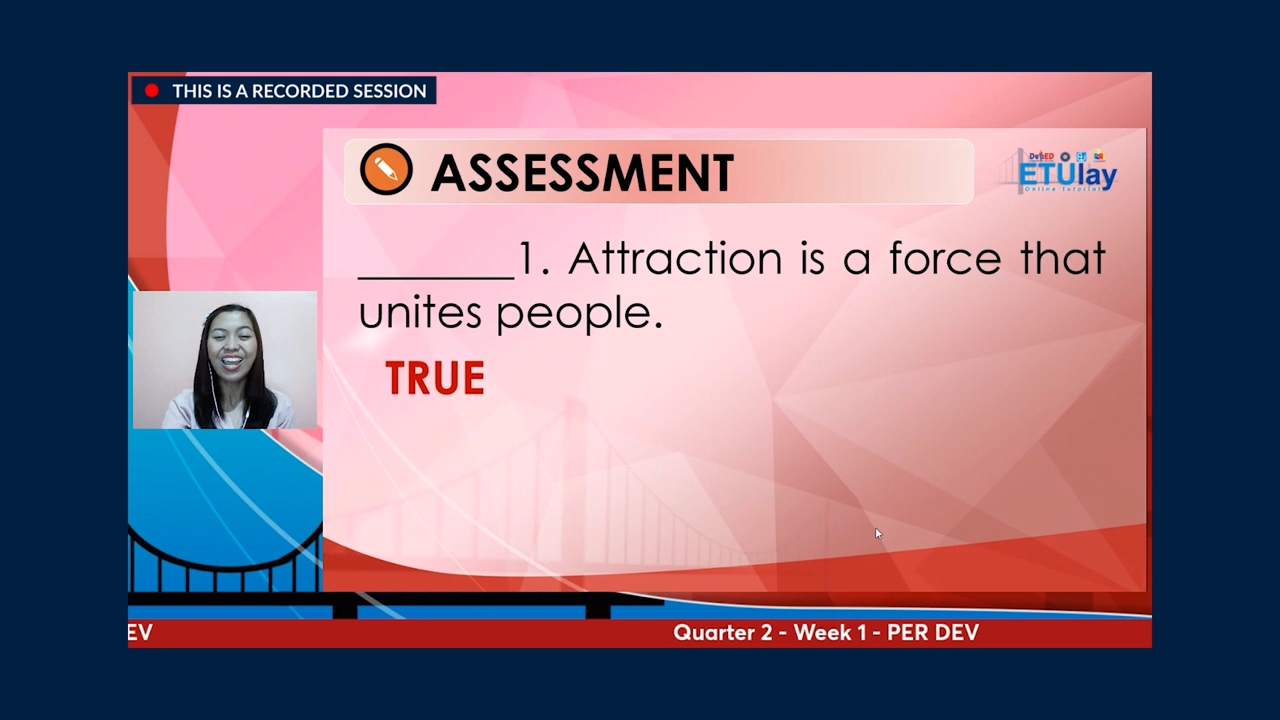 THIS IS A RECORDED SESSION
ASSESSMENT
DepED
ETUlay
Online Tutorial
_______1. Attraction is a force that
unites people.
TRUE
EV
Quarter 2 - Week 1 - PER DEV